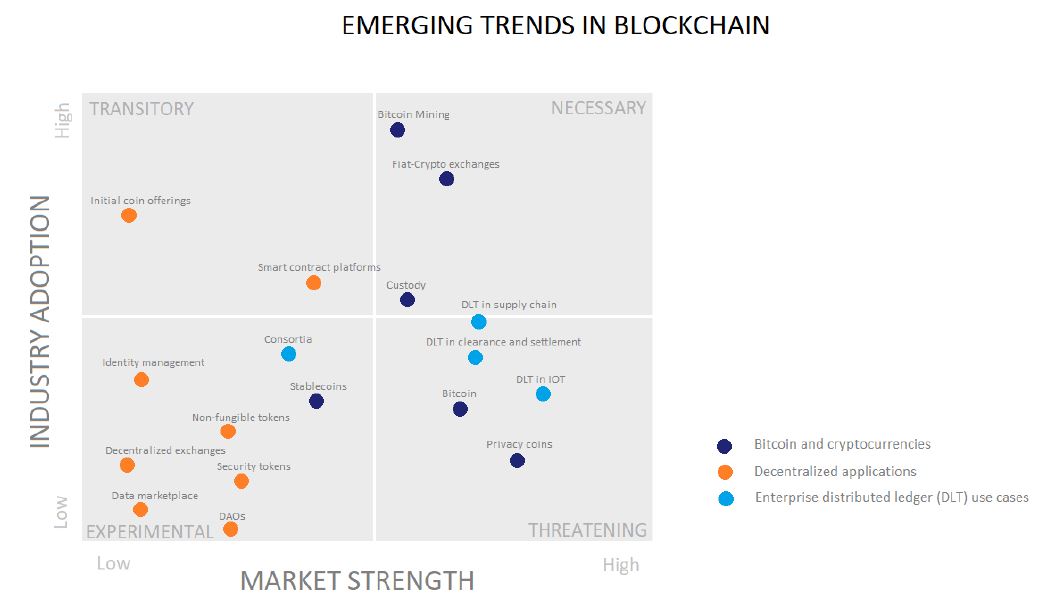 EMERGING TRENDS IN BLOCKCHAIN
High
TRANSITORY
NECESSARY
Bitcoin Mining
Fiat-Crypto exchanges
Initial coin offerings
Smart contract platforms
Custody
DLT in supply chain
INDUSTRY ADOPTION
Consortia
DLT in clearance and settlement
Identity management
Stablecoins
DLT in IOT
Bitcoin
Non-fungible tokens
Privacy coins
Decentralized exchanges
Security tokens
Data marketplace
DAOs
Low
EXPERIMENTAL
THREATENING
Low
High
MARKET STRENGTH
Bitcoin and cryptocurrencies
Decentralized applications
Enterprise distributed ledger (DLT) use cases